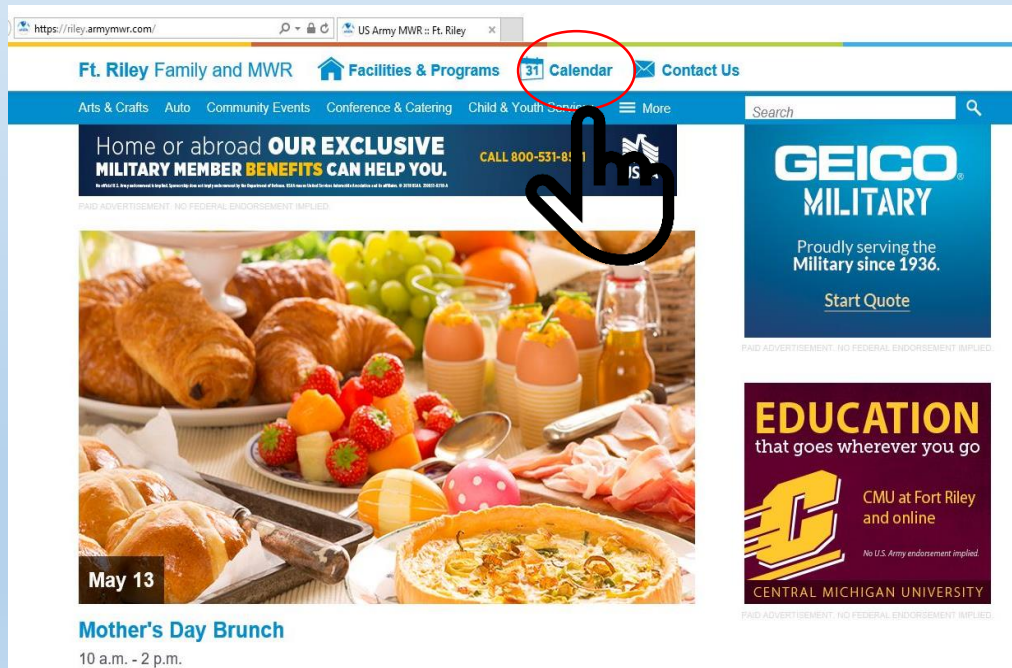 https://riley.armymwr.com/
US Army MWR :: Ft. Riley
Ft. Riley Family and MWR
Facilities & Programs
31 Calendar
Contact Us
Arts & Crafts Auto Community Events Conference & Catering Child & Youth More
Search
Home or abroad OUR EXCLUSIVE
MILITARY MEMBER BENEFITS CAN HELP YOU.
CALL 800-531-
PAID ADVERTISEMENT. NO FEDERAL ENDORSEMENT IMPLIED.
GEICO®
MILITARY
Proudly serving the
Military since 1936.
Start Quote
PAID ADVERTISEMENT. NO FEDERAL ENDORSEMENT IMPLIED.
EDUCATION
that goes wherever you go
CMU at Fort Riley
and online
No U.S. Army endorsement implied.
CENTRAL MICHIGAN UNIVERSITY
PAID ADVERTISEMENT. NO FEDERAL ENDORSEMENT IMPLIED.
May 13
Mother's Day Brunch
10 a.m. - 2 p.m.